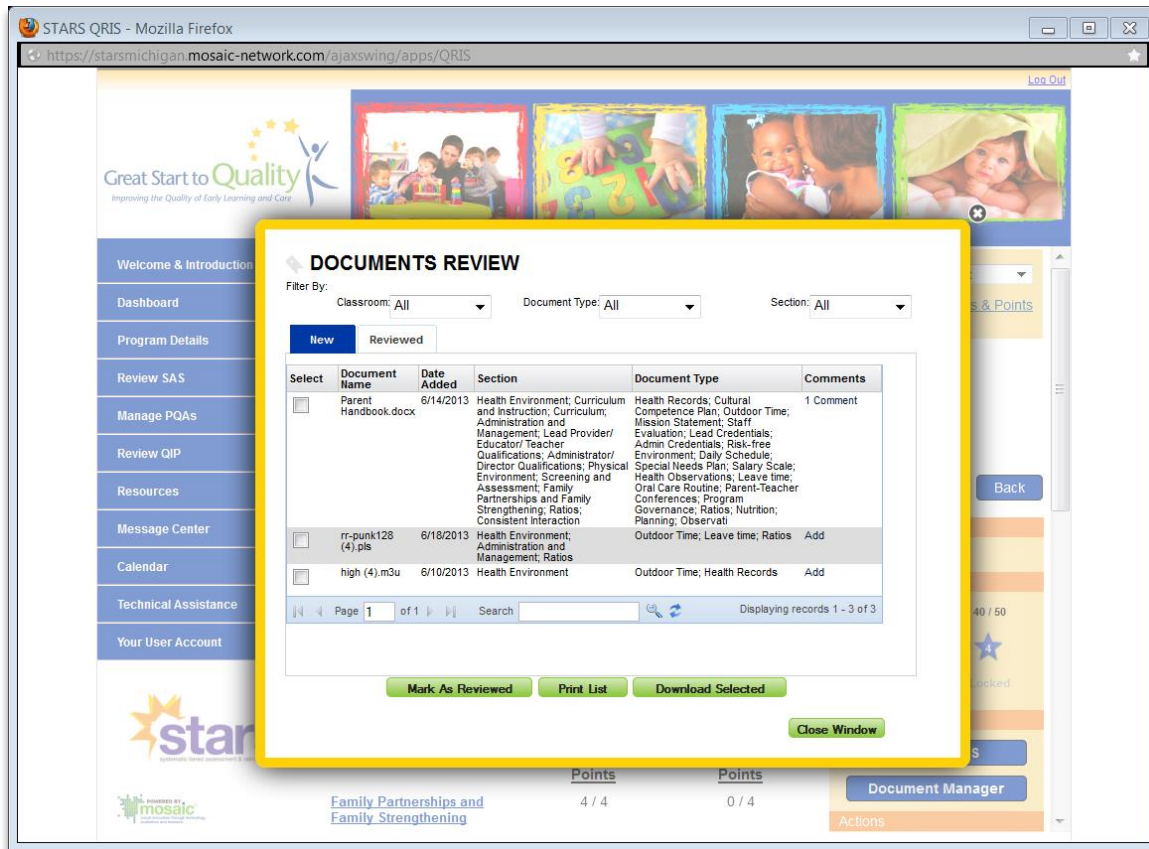 STARS QRIS - Mozilla Firefox
https://starsmichigan.mosaic-network.com/ajaxswing/apps/QRIS
Log Out
Great Start to Quality
Improving the Quality of Early Learning and Care
Welcome & Introduction
Dashboard
Program Details
Review SAS
Manage PQAs
Review QIP
Resources
Message Center
Calendar
Technical Assistance
Your User Account
s & Points
Back
DOCUMENTS REVIEW
Filter By:
Classroom: All Document Type: All Section: All
New Reviewed
Select Document Name Date Added Section Document Type Comments
Parent Handbook.docx
6/14/2013
Health Environment; Curriculum
and Instruction; Curriculum;
Administration and
Management; Lead Provider/
Educator/ Teacher
Qualifications; Administrator/
Director Qualifications; Physical
Environment; Screening and
Assessment; Family
Partnerships and Family
Strengthening; Ratios;
Consistent Interaction
Health Records; Cultural
Competence Plan; Outdoor Time;
Mission Statement; Staff
Evaluation; Lead Credentials;
Admin Credentials; Risk-free
Environment; Daily Schedule;
Special Needs Plan; Salary Scale;
Health Observations; Leave time;
Oral Care Routine; Parent-Teacher
Conferences; Program
Governance; Ratios; Nutrition;
Planning; Observati
1 Comment
rr-punk128
(4).pls
6/18/2013
Health Environment;
Administration and
Management; Ratios
Outdoor Time; Leave time; Ratios
Add
high (4).m3u 6/10/2013 Health Environment Outdoor Time; Health Records Add
Page 1 of 1 Search Displaying records 1 - 3 of 3
Mark As Reviewed Print List Download Selected
Close Window
40 / 50
4
Locked
star
POWERED BY
mosaic
Points Points
Family Partnerships and
Family Strengthening
4 / 4 0 / 4
S
Document Manager
Actions